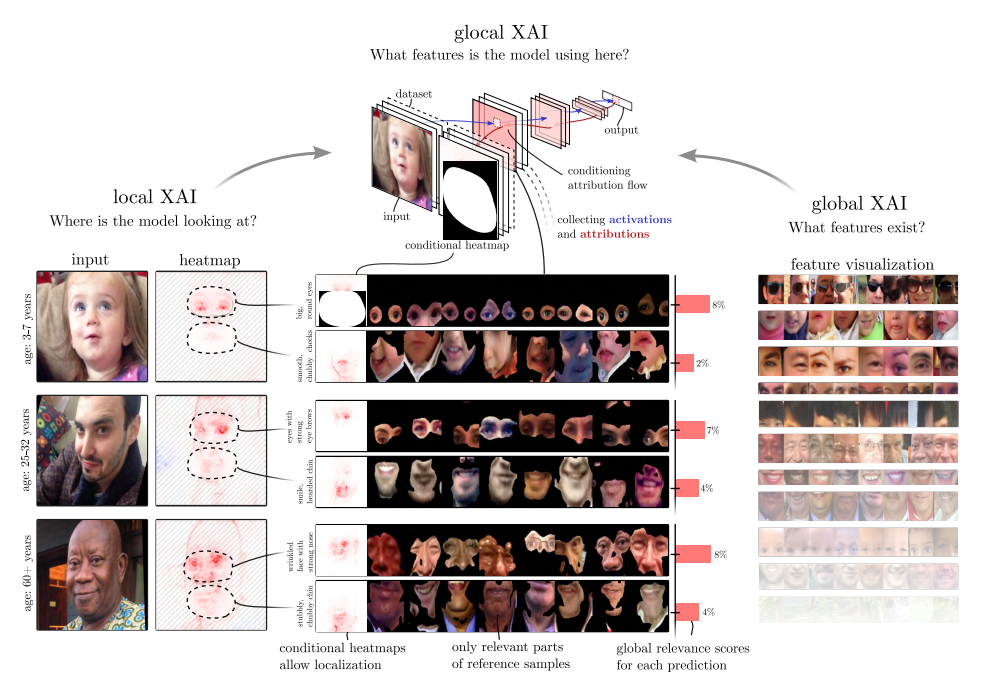 glocal XAI
What features is the model using here?
dataset
output
input
conditioning
attribution flow
collecting activations
and attributions
conditional heatmap
local XAI
Where is the model looking at?
input
heatmap
global XAI
What features exist?
feature visualization
age: 3-7 years
big,
round eyes
8%
smooth,
chubby cheeks
2%
age: 25-32 years
eyes with
strong
eye brows
7%
smile,
bearded chin
4%
age: 60+ years
wrinkled
face with
strong nose
8%
stubbly,
chubby chin
4%
conditional heatmaps
allow localization
only relevant parts
of reference samples
global relevance scores
for each prediction